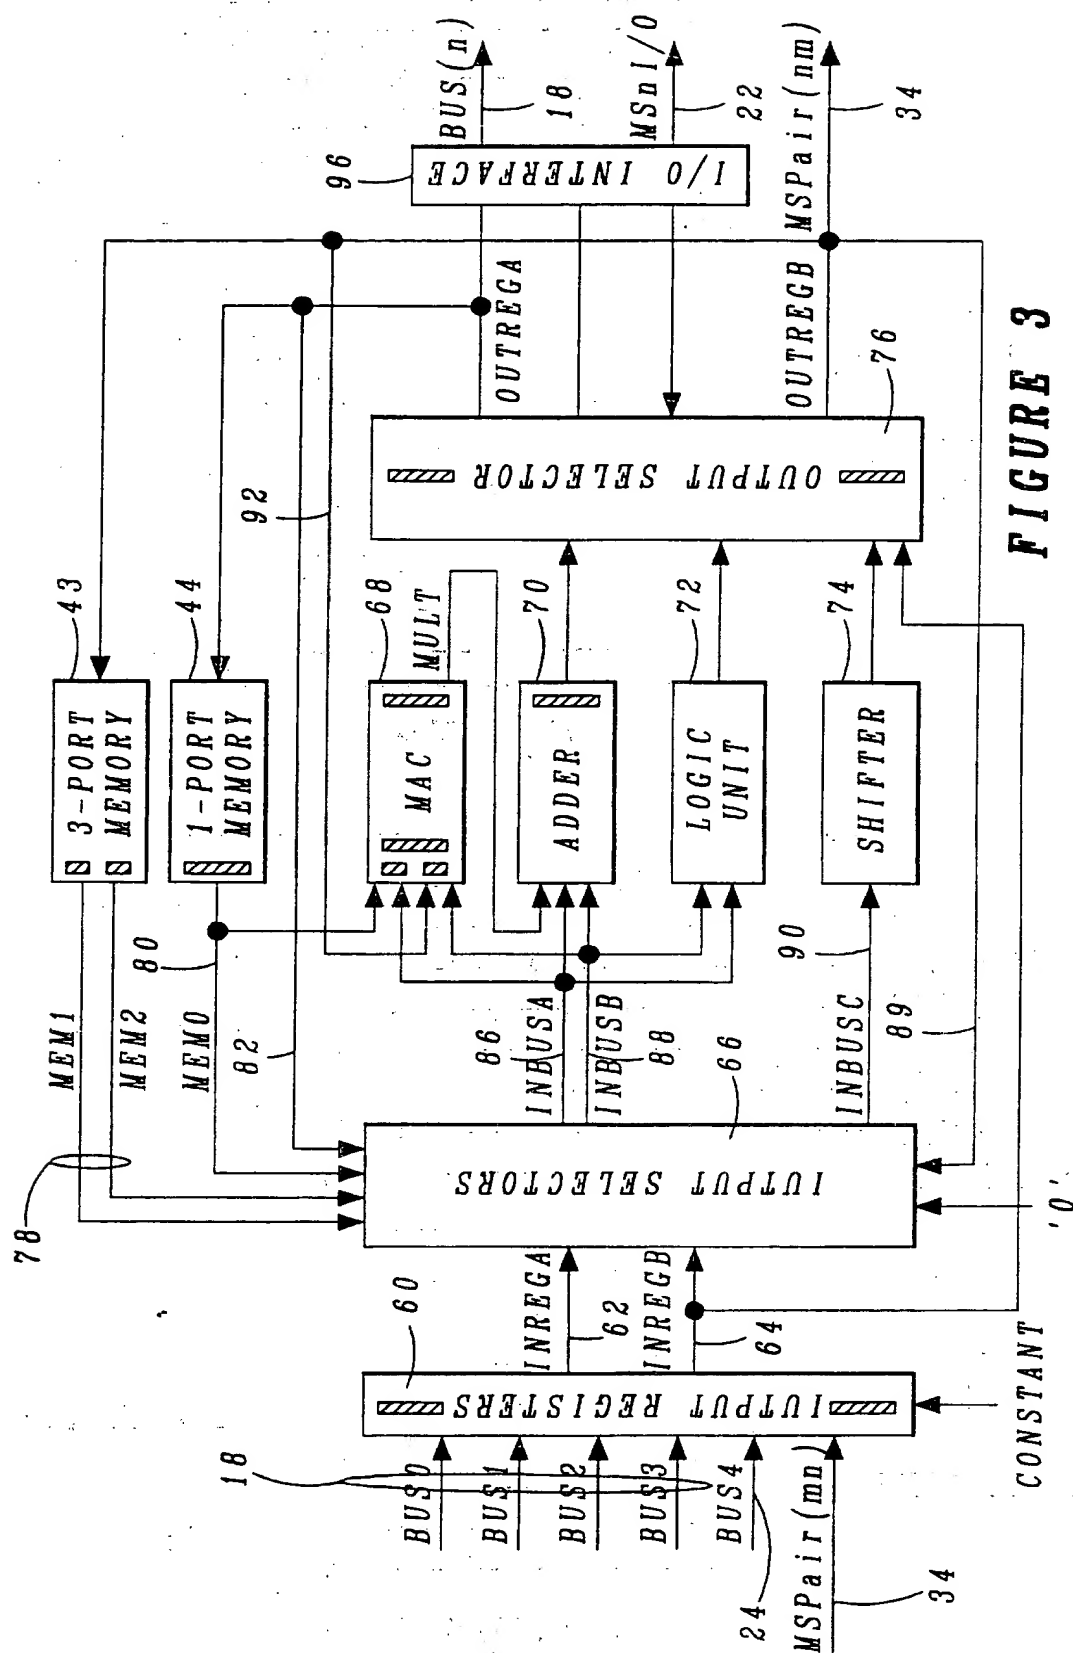 78
MEM1
MEM2
3-PORT
MEMORY
43
80
MEM0
1-PORT
MEMORY
44
82
92
96
18
BUS0
BUS1
BUS2
BUS3
BUS4
24
MSPair(mn)
34
60
IUTPUT REGISTERS
CONSTANT
INREGA
62
INREGB
64
IUTPUT SELECTORS
66
'0'
86
INBUSA
INBUSB
88
INBUSC
90
89
MAC
68
MULT
ADDER
70
LOGIC
UNIT
72
SHIFTER
74
OUTPUT SELECTOR
76
OUTREGA
OUTREGB
I/O INTERFACE
BUS(n)
18
MSnI/O
22
MSPair(nm)
34
FIGURE 3